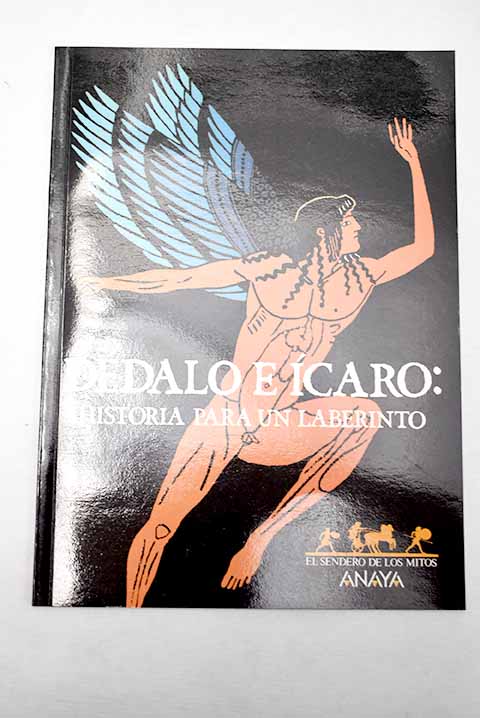 DÉDALO E ÍCARO:
HISTORIA PARA UN LABERINTO
EL SENDERO DE LOS MITOS
ANAYA